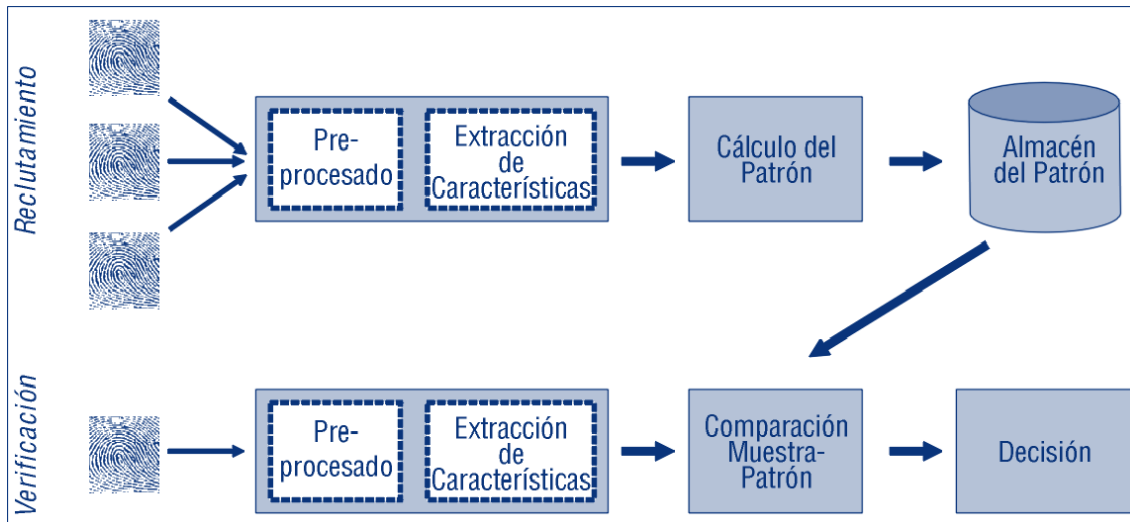 Reclutamiento
Pre-
procesado
Extracción
de
Características
Cálculo del
Patrón
Almacén
del Patrón
Verificación
Pre-
procesado
Extracción
de
Características
Comparación
Muestra-
Patrón
Decisión